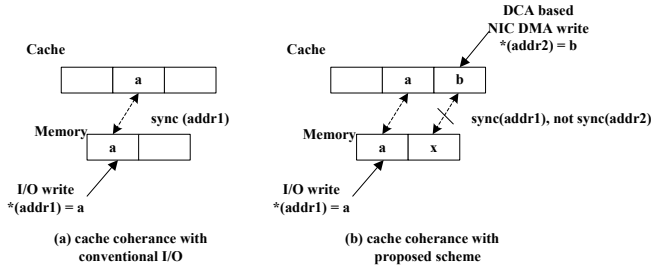 Cache
a
sync (addr1)
Memory
a
I/O write
*(addr1) = a
(a) cache coherance with
conventional I/O
DCA based
NIC DMA write
*(addr2) = b
Cache
a b
sync(addr1), not sync(addr2)
Memory
a x
I/O write
*(addr1) = a
(b) cache coherance with
proposed scheme